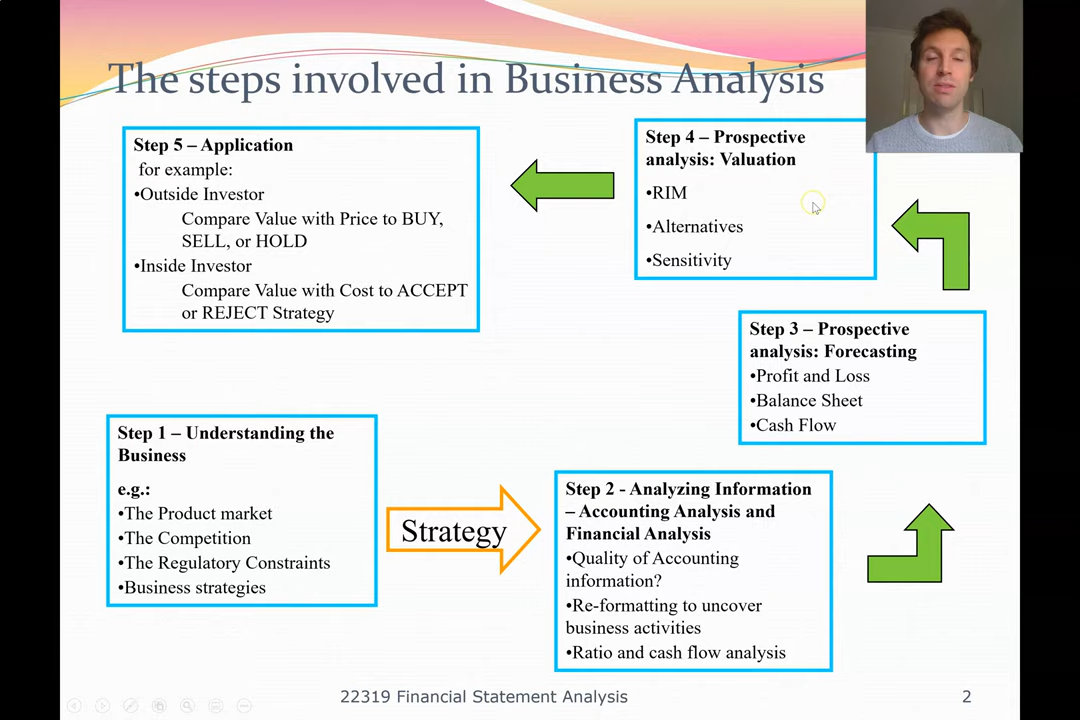 The steps involved in Business Analysis
Step 5 – Application
for example:
•Outside Investor
Compare Value with Price to BUY,
SELL, or HOLD
•Inside Investor
Compare Value with Cost to ACCEPT
or REJECT Strategy
Step 4 – Prospective
analysis: Valuation
•RIM
•Alternatives
•Sensitivity
Step 3 – Prospective
analysis: Forecasting
•Profit and Loss
•Balance Sheet
•Cash Flow
Step 1 – Understanding the
Business
e.g.:
•The Product market
•The Competition
•The Regulatory Constraints
•Business strategies
Strategy
Step 2 - Analyzing Information
– Accounting Analysis and
Financial Analysis
•Quality of Accounting
information?
•Re-formatting to uncover
business activities
•Ratio and cash flow analysis
22319 Financial Statement Analysis
2